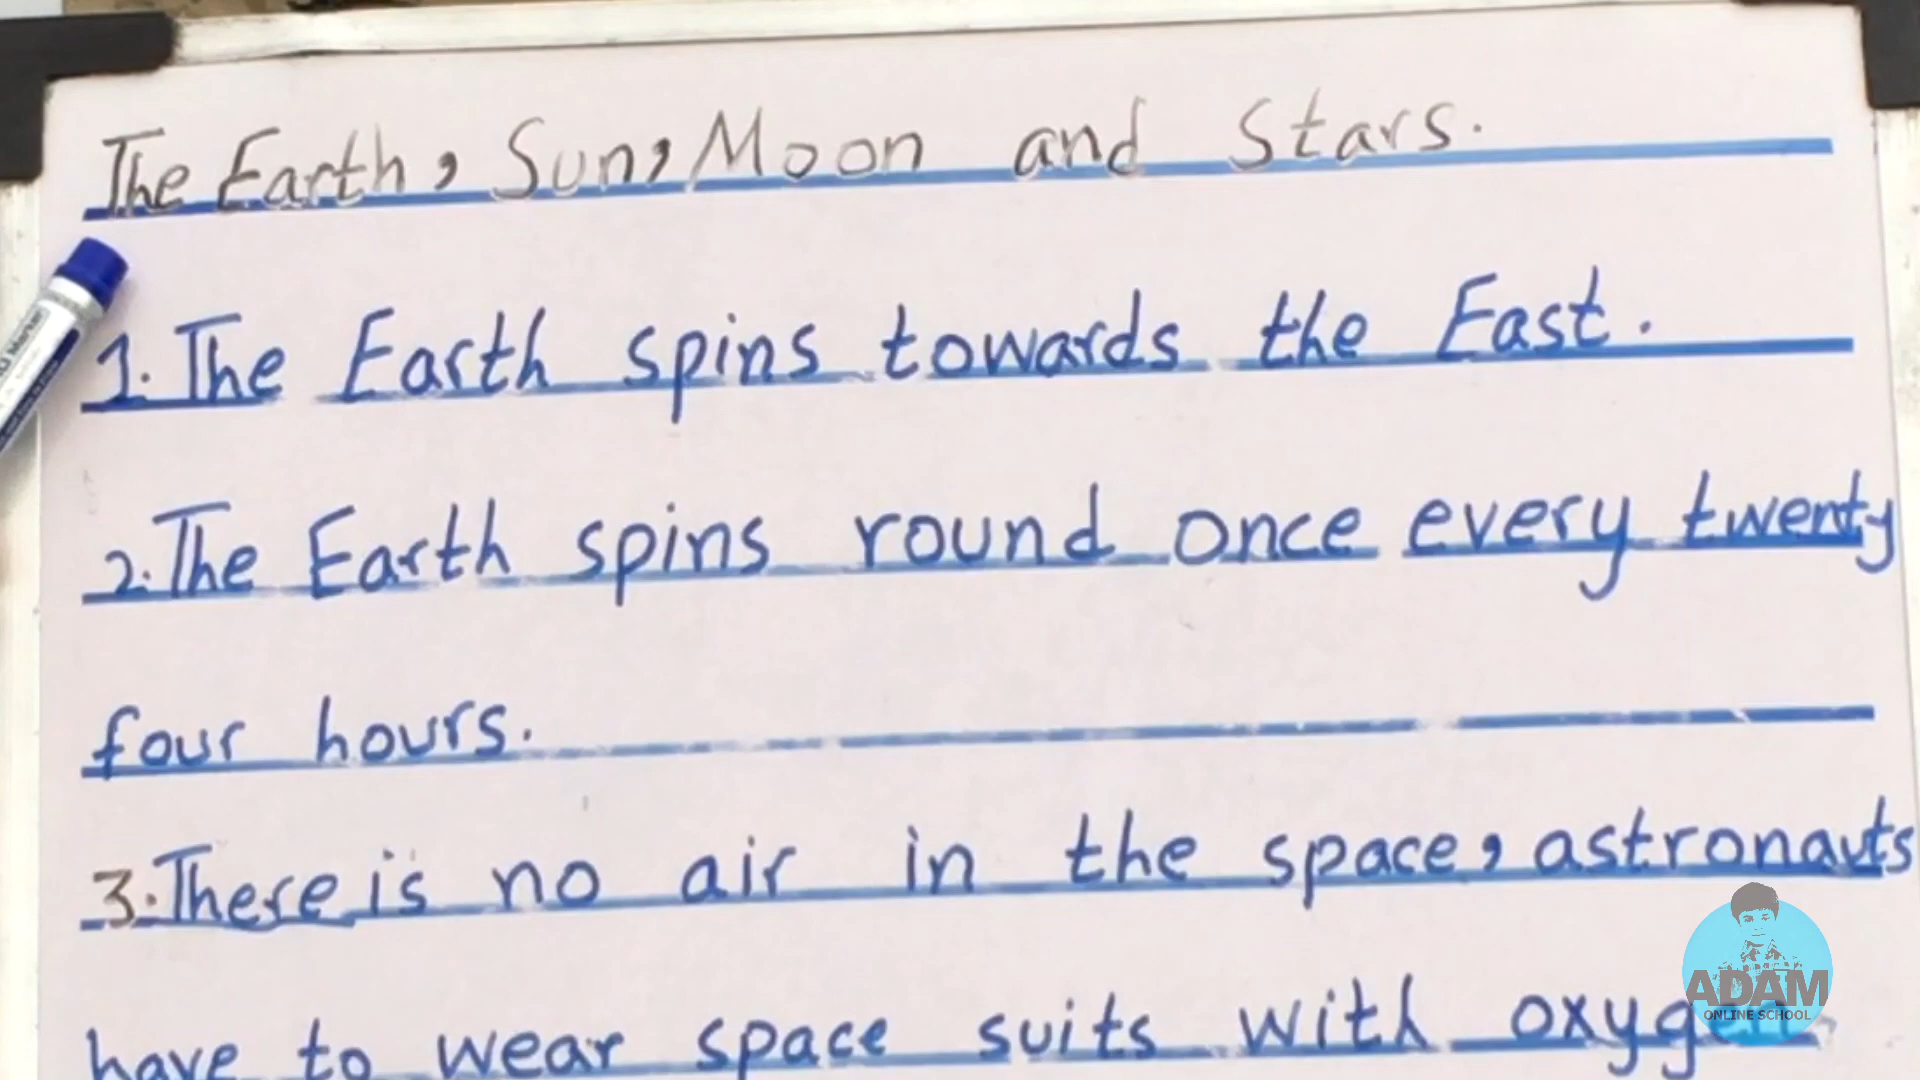 The Earth, Sun, Moon and Stars.
1. The Earth spins towards the East.
2. The Earth spins round once every twenty
four hours.
3. There is no air in the space, astronauts
have to wear space suits with oxygen.
ADAM
ONLINE SCHOOL